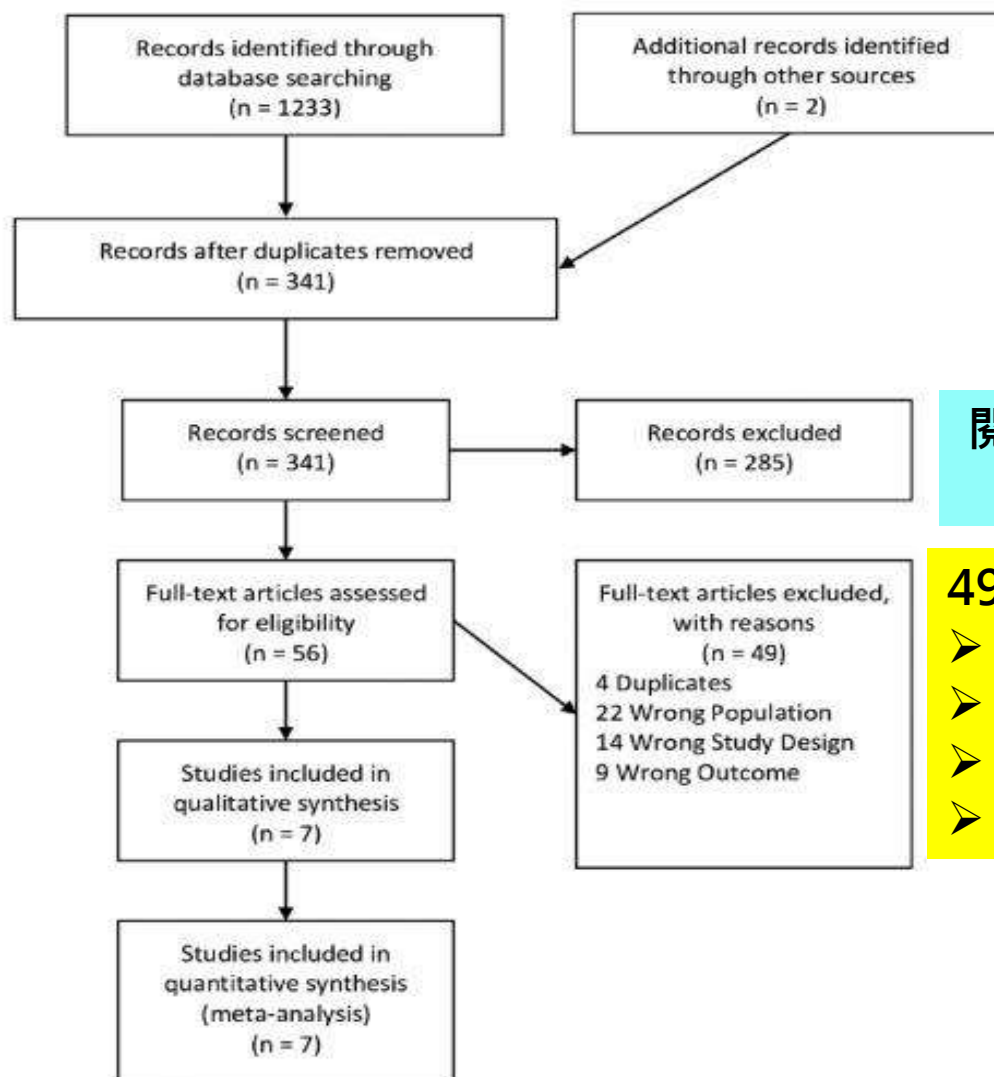 Records identified through
database searching
(n = 1233)
Additional records identified
through other sources
(n = 2)
Records after duplicates removed
(n = 341)
Records screened
(n = 341)
Records excluded
(n = 285)
Full-text articles assessed
for eligibility
(n = 56)
Full-text articles excluded,
with reasons
(n = 49)
4 Duplicates
22 Wrong Population
14 Wrong Study Design
9 Wrong Outcome
49
Studies included in
qualitative synthesis
(n = 7)
Studies included in
quantitative synthesis
(meta-analysis)
(n = 7)